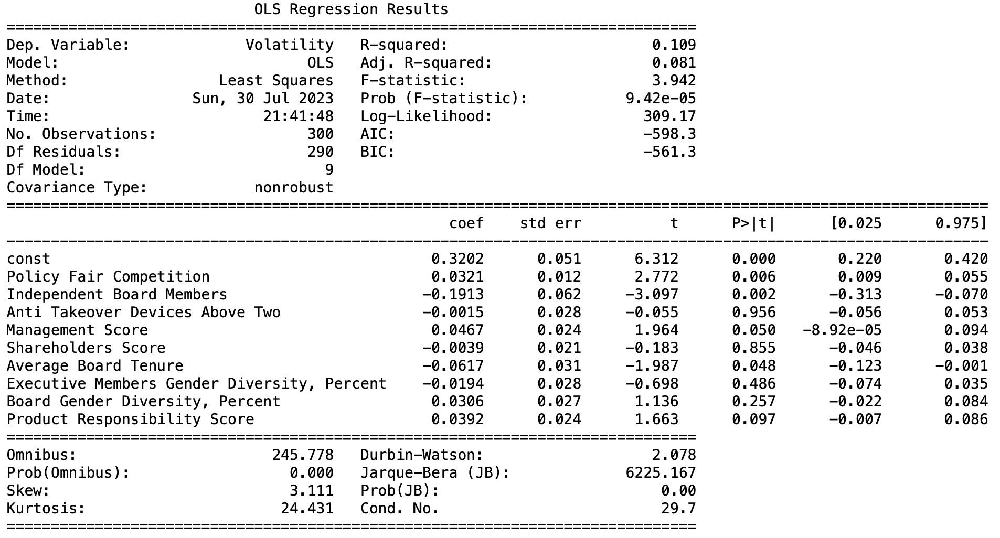 OLS Regression Results
==============================================================================
Dep. Variable: Volatility R-squared: 0.109
Model: OLS Adj. R-squared: 0.081
Method: Least Squares F-statistic: 3.942
Date: Sun, 30 Jul 2023 Prob (F-statistic): 9.42e-05
Time: 21:41:48 Log-Likelihood: 309.17
No. Observations: 300 AIC: -598.3
Df Residuals: 290 BIC: -561.3
Df Model: 9
Covariance Type: nonrobust
===============================================================================================================
coef std err t P>|t| [0.025 0.975]
---------------------------------------------------------------------------------------------------------------
const 0.3202 0.051 6.312 0.000 0.220 0.420
Policy Fair Competition 0.0321 0.012 2.772 0.006 0.009 0.055
Independent Board Members -0.1913 0.062 -3.097 0.002 -0.313 -0.070
Anti Takeover Devices Above Two -0.0015 0.028 -0.055 0.956 -0.056 0.053
Management Score 0.0467 0.024 1.964 0.050 -8.92e-05 0.094
Shareholders Score -0.0039 0.021 -0.183 0.855 -0.046 0.038
Average Board Tenure -0.0617 0.031 -1.987 0.048 -0.123 -0.001
Executive Members Gender Diversity, Percent -0.0194 0.028 -0.698 0.486 -0.074 0.035
Board Gender Diversity, Percent 0.0306 0.027 1.136 0.257 -0.022 0.084
Product Responsibility Score 0.0392 0.024 1.663 0.097 -0.007 0.086
==============================================================================
Omnibus: 245.778 Durbin-Watson: 2.078
Prob(Omnibus): 0.000 Jarque-Bera (JB): 6225.167
Skew: 3.111 Prob(JB): 0.00
Kurtosis: 24.431 Cond. No. 29.7
==============================================================================